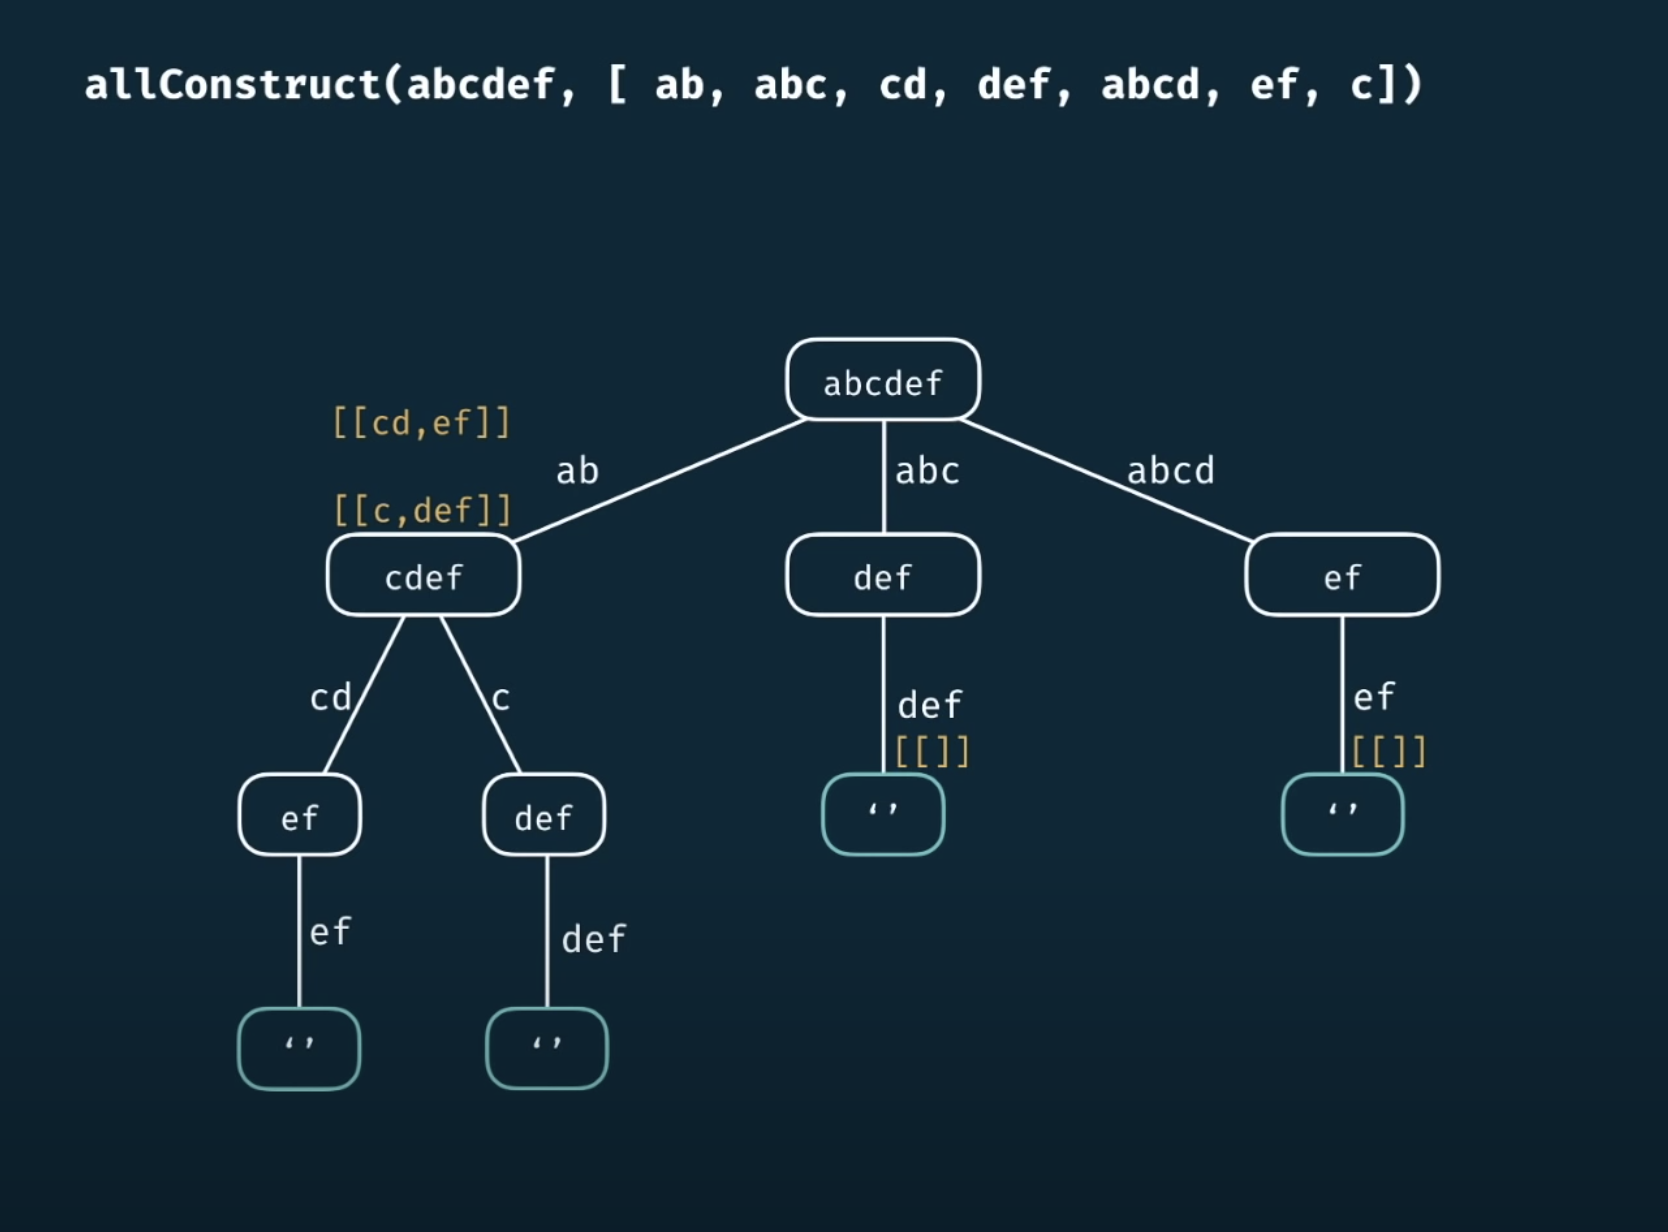 allConstruct(abcdef, [ ab, abc, cd, def, abcd, ef, c])
abcdef
[[cd,ef]]
ab
abc
abcd
[[c,def]]
cdef
def
ef
cd
c
def
ef
[[]]
[[]]
ef
def
‘’
‘’
ef
def
‘’
‘’